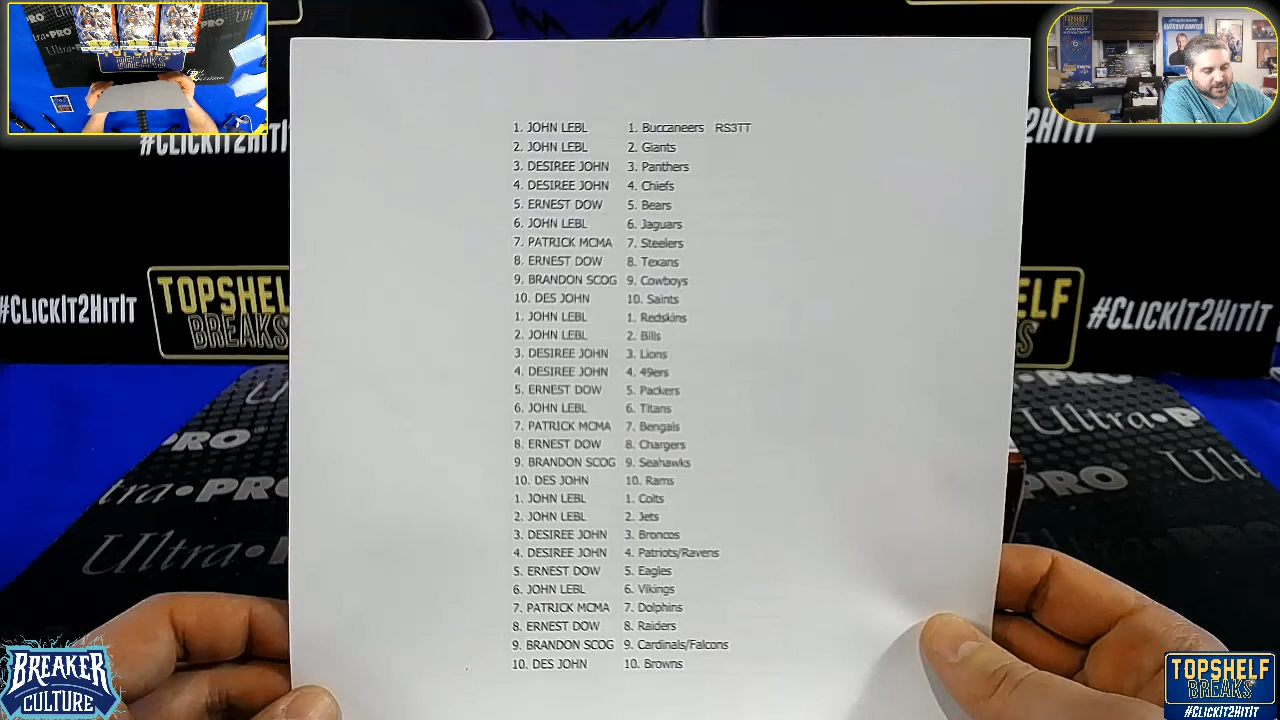 1. JOHN LEBL 1. Buccaneers RS3TT
2. JOHN LEBL 2. Giants
3. DESIREE JOHN 3. Panthers
4. DESIREE JOHN 4. Chiefs
5. ERNEST DOW 5. Bears
6. JOHN LEBL 6. Jaguars
7. PATRICK MCMA 7. Steelers
8. ERNEST DOW 8. Texans
9. BRANDON SCOG 9. Cowboys
10. DES JOHN 10. Saints
1. JOHN LEBL 1. Redskins
2. JOHN LEBL 2. Bills
3. DESIREE JOHN 3. Lions
4. DESIREE JOHN 4. 49ers
5. ERNEST DOW 5. Packers
6. JOHN LEBL 6. Titans
7. PATRICK MCMA 7. Bengals
8. ERNEST DOW 8. Chargers
9. BRANDON SCOG 9. Seahawks
10. DES JOHN 10. Rams
1. JOHN LEBL 1. Colts
2. JOHN LEBL 2. Jets
3. DESIREE JOHN 3. Broncos
4. DESIREE JOHN 4. Patriots/Ravens
5. ERNEST DOW 5. Eagles
6. JOHN LEBL 6. Vikings
7. PATRICK MCMA 7. Dolphins
8. ERNEST DOW 8. Raiders
9. BRANDON SCOG 9. Cardinals/Falcons
10. DES JOHN 10. Browns
#CLICKIT2HITIT
TOPSHELF
BREAKS
#CLICKIT2HITIT
Ultra•PRO
Ultra
BREAKER
CULTURE
TOPSHELF
BREAKS
#CLICKIT2HITIT